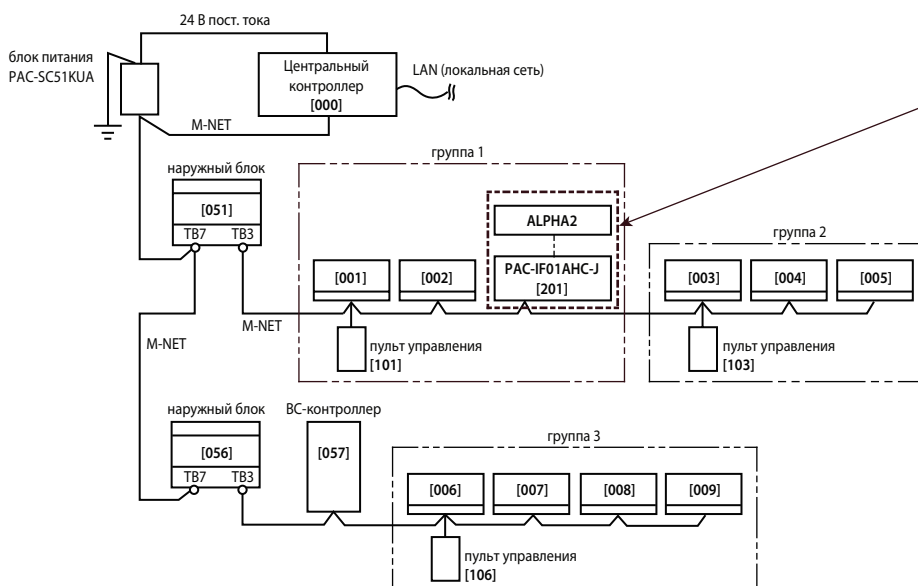 24 В пост. тока
блок питания
PAC-SC51KUA
Центральный
контроллер
[000]
LAN (локальная сеть)
M-NET
группа 1
наружный блок
[051]
TB7 TB3
ALPHA2
PAC-IF01AHC-J
[201]
[001] [002]
группа 2
[003] [004] [005]
M-NET
M-NET
пульт управления
[101]
пульт управления
[103]
наружный блок
[056]
TB7 TB3
BC-контроллер
[057]
группа 3
[006] [007] [008] [009]
пульт управления
[106]